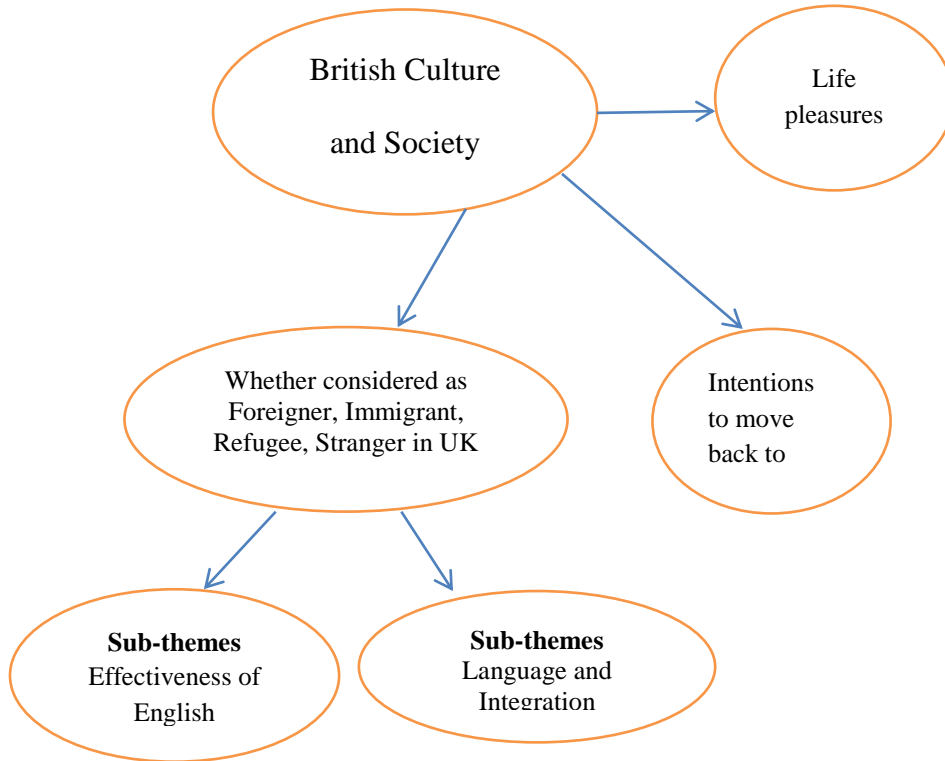 British Culture
and Society
Life
pleasures
Whether considered as
Foreigner, Immigrant,
Refugee, Stranger in UK
Intentions
to move
back to
Sub-themes
Effectiveness of
English
Sub-themes
Language and
Integration